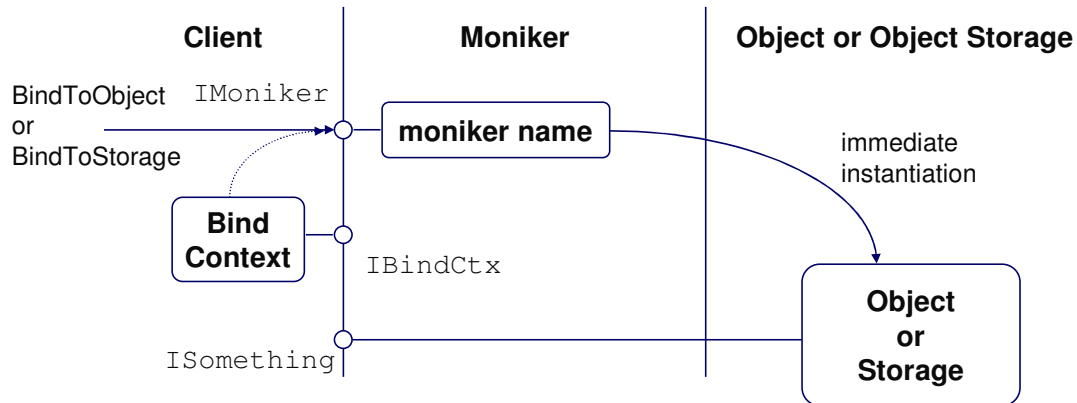 Client
Moniker
Object or Object Storage
BindToObject
or
BindToStorage
IMoniker
moniker name
immediate
instantiation
Bind
Context
IBindCtx
Object
or
Storage
ISomething